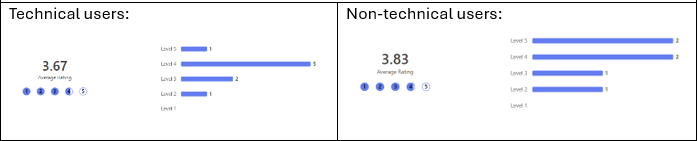 Technical users:
3.67
Average Rating
1 2 3 4 5
Level 5 1
Level 4 5
Level 3 2
Level 2 1
Level 1
Non-technical users:
3.83
Average Rating
1 2 3 4 5
Level 5 2
Level 4 2
Level 3 1
Level 2 1
Level 1